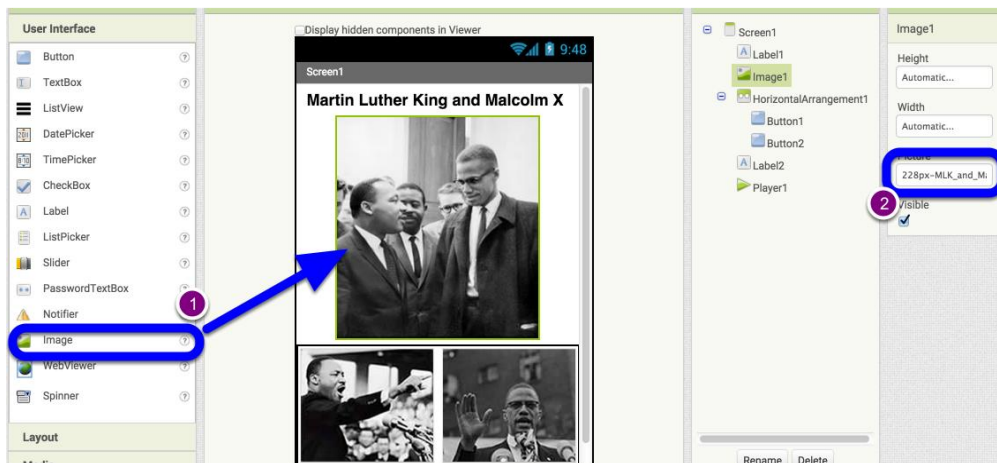 User Interface
Button
TextBox
ListView
DatePicker
TimePicker
CheckBox
Label
ListPicker
Slider
PasswordTextBox
Notifier
Image
WebViewer
Spinner
Layout
1
Display hidden components in Viewer
9:48
Screen1
Martin Luther King and Malcolm X
Screen1
Label1
Image1
HorizontalArrangement1
Button1
Button2
Label2
Player1
Rename Delete
Image1
Height
Automatic...
Width
Automatic...
Picture
228px-MLK_and_Ma
2
Visible